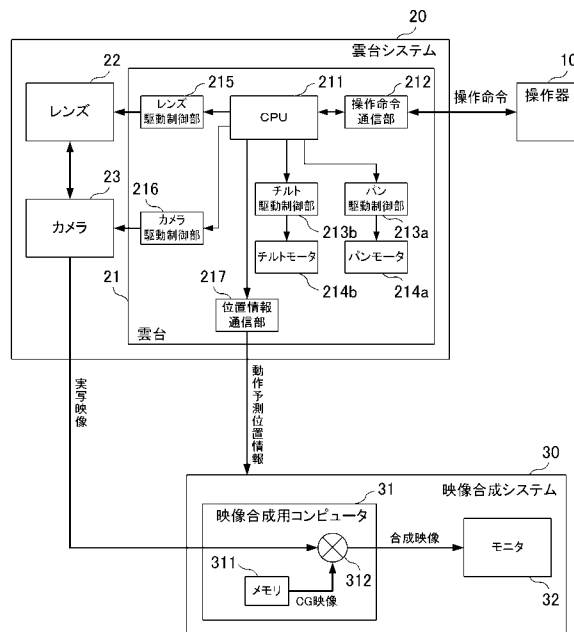 20
雲台システム
22
レンズ
215
レンズ
駆動制御部
211
CPU
212
操作命令
通信部
操作命令
10
操作器
23
カメラ
216
カメラ
駆動制御部
チルト
駆動制御部
213b
パン
駆動制御部
213a
チルトモータ
214b
パンモータ
214a
21
217
位置情報
通信部
雲台
実写映像
動作予測位置情報
30
映像合成システム
31
映像合成用コンピュータ
311
メモリ
CG映像
312
合成映像
モニタ
32